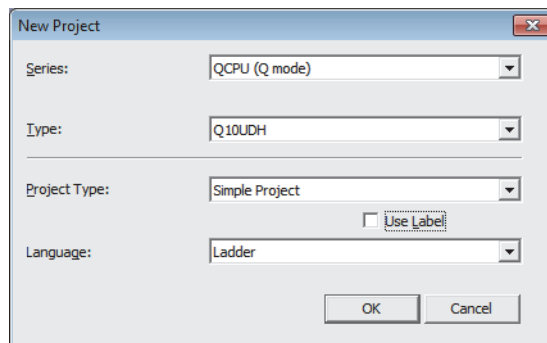 New Project
Series: QCPU (Q mode)
Type: Q10UDH
Project Type: Simple Project
Use Label
Language: Ladder
OK Cancel